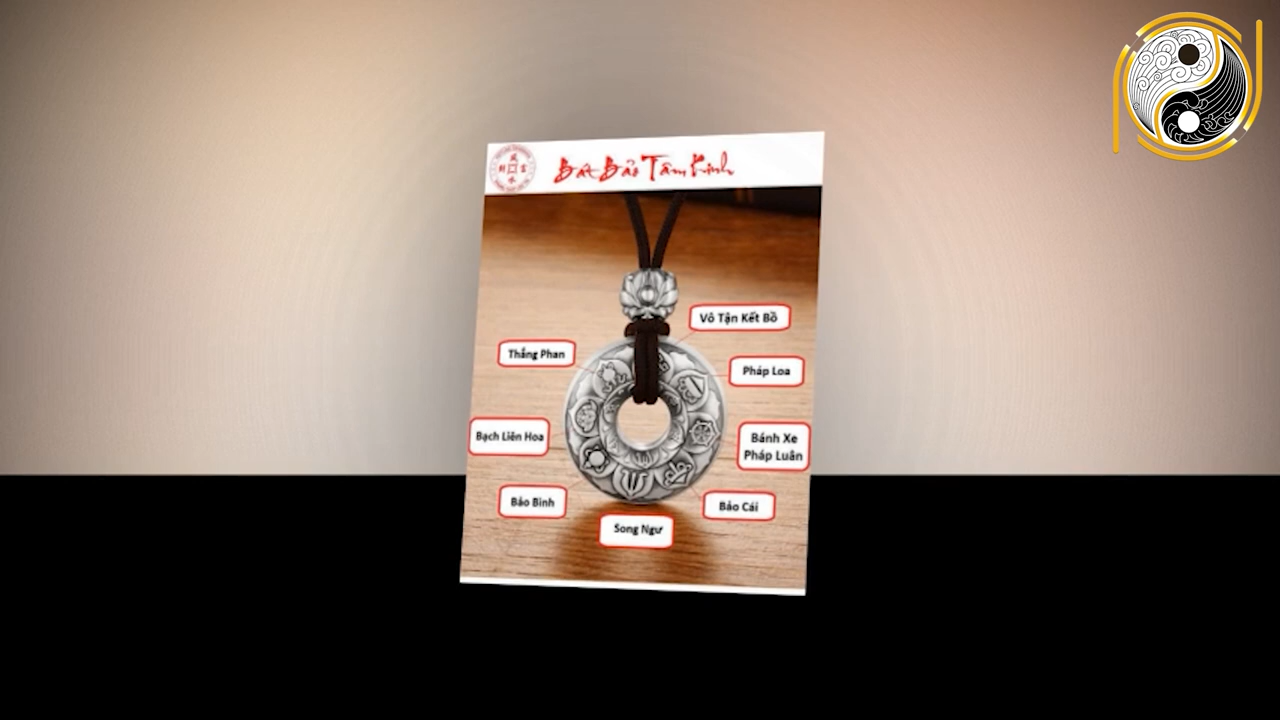 Bát Bảo Tâm Kinh
Vô Tận Kết Bồ
Thắng Phan
Pháp Loa
Bạch Liên Hoa
Bánh Xe
Pháp Luân
Bảo Bình
Bảo Cái
Song Ngư